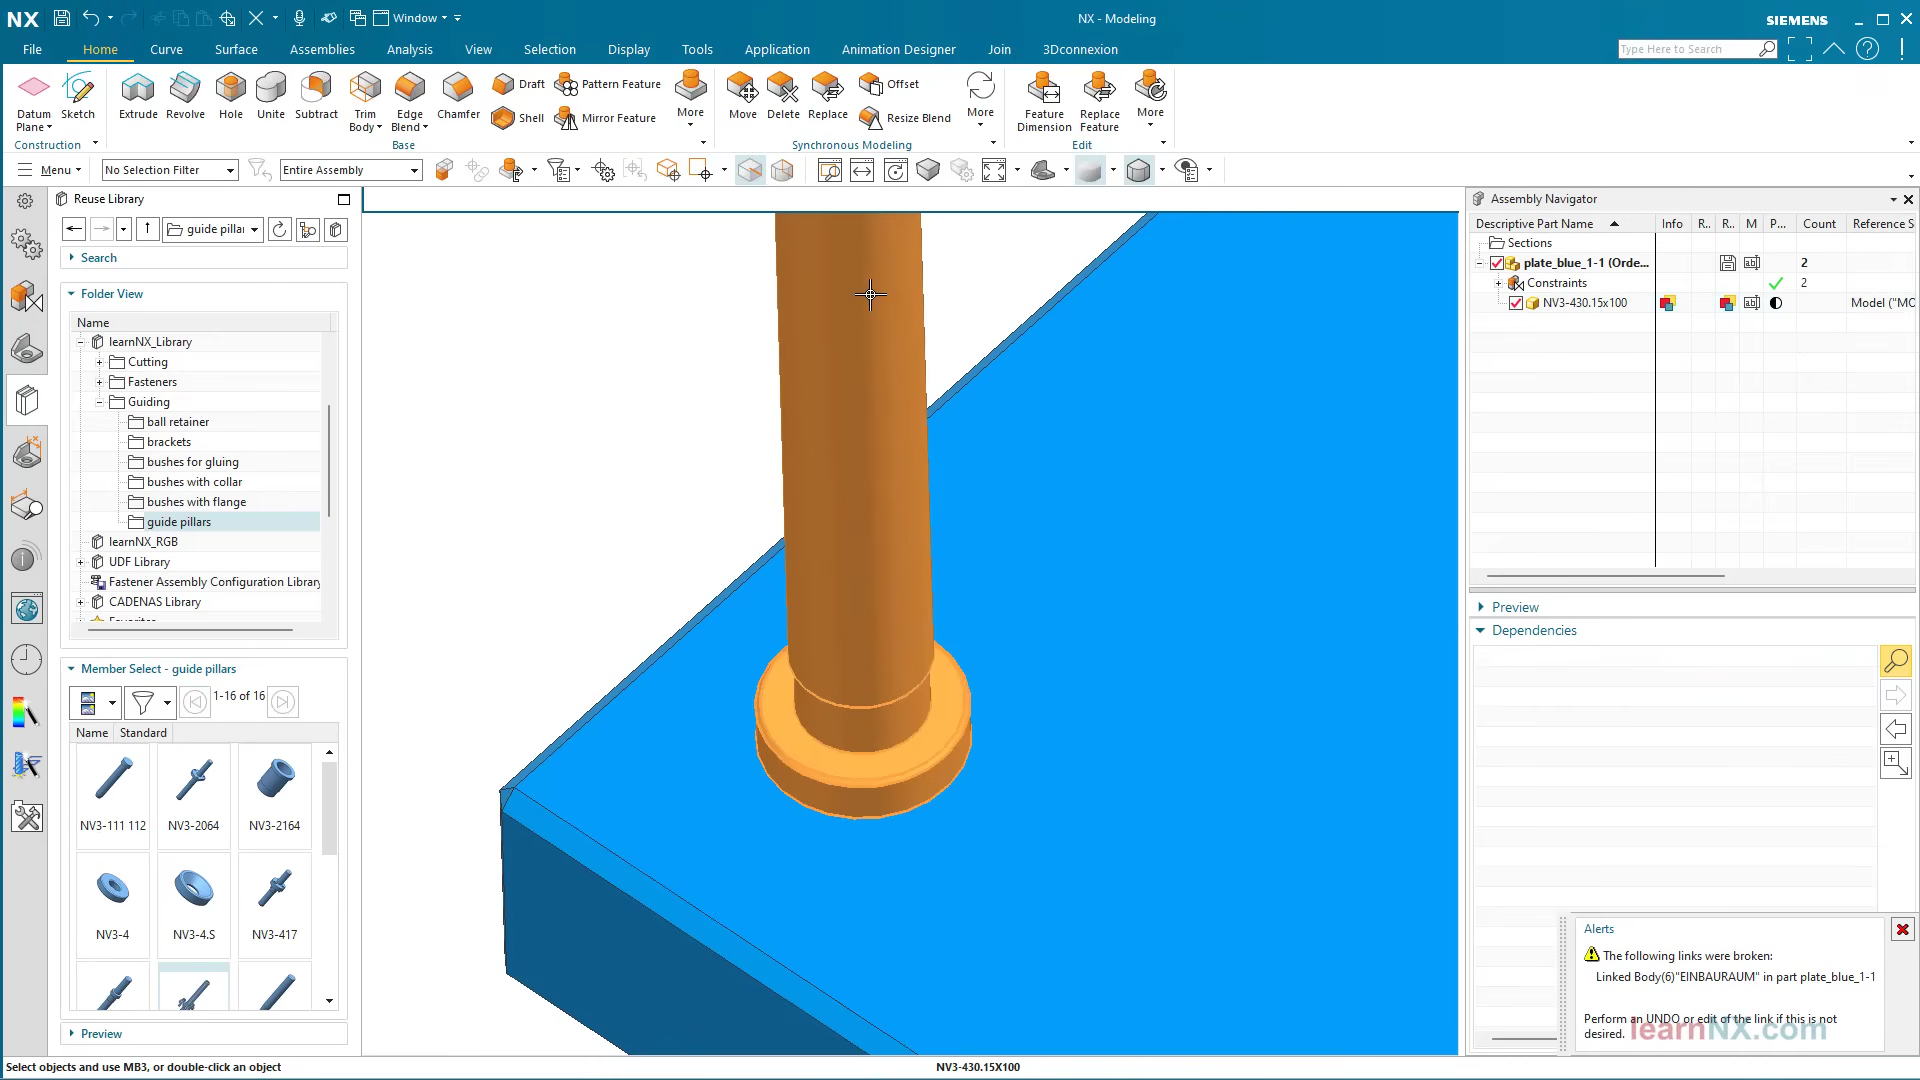 NX
Window
NX - Modeling
SIEMENS
File
Home
Curve
Surface
Assemblies
Analysis
View
Selection
Display
Tools
Application
Animation Designer
Join
3Dconnexion
Type Here to Search
Datum Plane
Sketch
Extrude
Revolve
Hole
Unite
Subtract
Trim Body
Edge Blend
Chamfer
Draft
Shell
Pattern Feature
Mirror Feature
More
Move
Delete
Replace
Offset
Resize Blend
More
Feature Dimension
Replace Feature
More
Construction
Base
Synchronous Modeling
Edit
Menu
No Selection Filter
Entire Assembly
Reuse Library
guide pillar
Search
Folder View
Name
learnNX_Library
Cutting
Fasteners
Guiding
ball retainer
brackets
bushes for gluing
bushes with collar
bushes with flange
guide pillars
learnNX_RGB
UDF Library
Fastener Assembly Configuration Library
CADENAS Library
Member Select - guide pillars
1-16 of 16
Name Standard
NV3-111 112
NV3-2064
NV3-2164
NV3-4
NV3-4.S
NV3-417
Preview
Assembly Navigator
Descriptive Part Name Info R.. R.. M P... Count Reference S
Sections
plate_blue_1-1 (Orde... 2
Constraints 2
NV3-430.15x100 Model ("MO
Preview
Dependencies
Alerts
The following links were broken:
Linked Body(6)"EINBAURAUM" in part plate_blue_1-1
Perform an UNDO or edit of the link if this is not
desired.
learnNX.com
Select objects and use MB3, or double-click an object
NV3-430.15X100